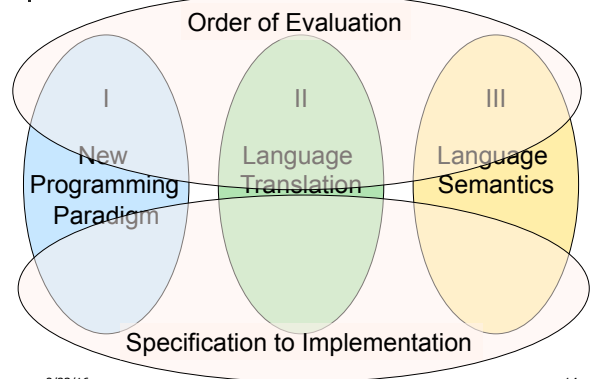 Order of Evaluation
I
II
III
New
Programming
Paradigm
Language
Translation
Language
Semantics
Specification to Implementation